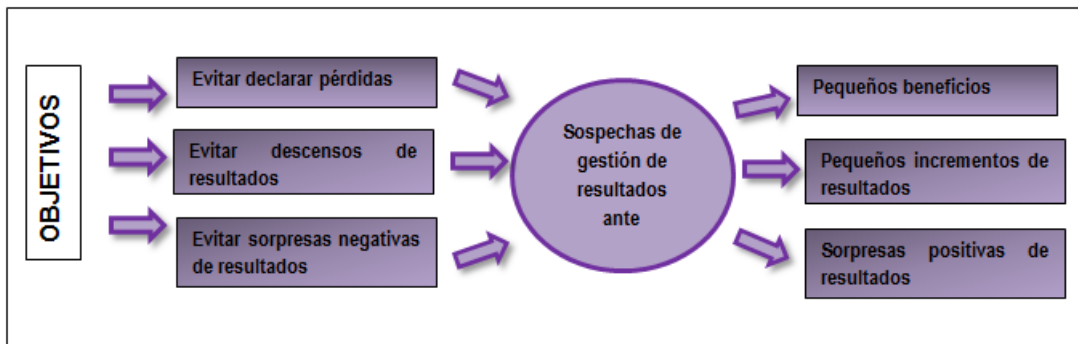 OBJETIVOS
Evitar declarar pérdidas
Evitar descensos de
resultados
Evitar sorpresas negativas
de resultados
Sospechas de
gestión de
resultados
ante
Pequeños beneficios
Pequeños incrementos de
resultados
Sorpresas positivas de
resultados